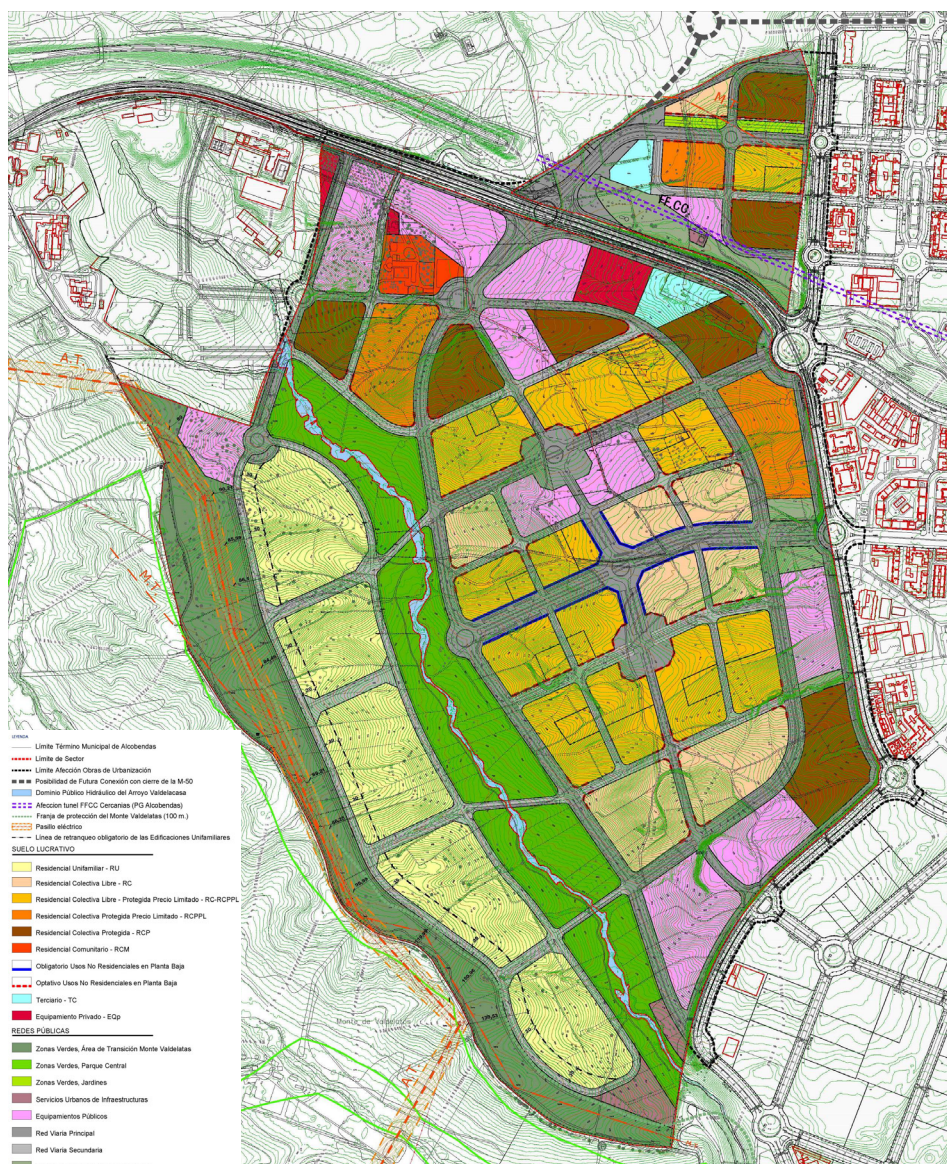 M.T.
FF.CC.
A.T.
M.T.
Monte de Valdelatas
A.T.
LEYENDA
Límite Término Municipal de Alcobendas
Límite de Sector
Límite Afección Obras de Urbanización
Posibilidad de Futura Conexión con cierre de la M-50
Dominio Público Hidráulico del Arroyo Valdelacasa
Afeccion tunel FFCC Cercanias (PG Alcobendas)
Franja de protección del Monte Valdelatas (100 m.)
Pasillo eléctrico
Línea de retranqueo obligatorio de las Edificaciones Unifamiliares
SUELO LUCRATIVO
Residencial Unifamiliar - RU
Residencial Colectiva Libre - RC
Residencial Colectiva Libre - Protegida Precio Limitado - RC-RCPPL
Residencial Colectiva Protegida Precio Limitado - RCPPL
Residencial Colectiva Protegida - RCP
Residencial Comunitario - RCM
Obligatorio Usos No Residenciales en Planta Baja
Optativo Usos No Residenciales en Planta Baja
Terciario - TC
Equipamiento Privado - EQp
REDES PÚBLICAS
Zonas Verdes, Área de Transición Monte Valdelatas
Zonas Verdes, Parque Central
Zonas Verdes, Jardines
Servicios Urbanos de Infraestructuras
Equipamientos Públicos
Red Viaria Principal
Red Viaria Secundaria